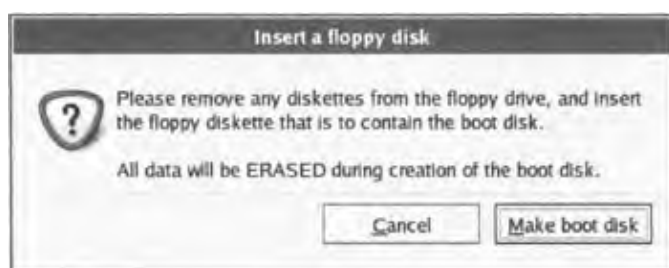 Insert a floppy disk
?
Please remove any diskettes from the floppy drive, and insert
the floppy diskette that is to contain the boot disk.
All data will be ERASED during creation of the boot disk.
Cancel Make boot disk